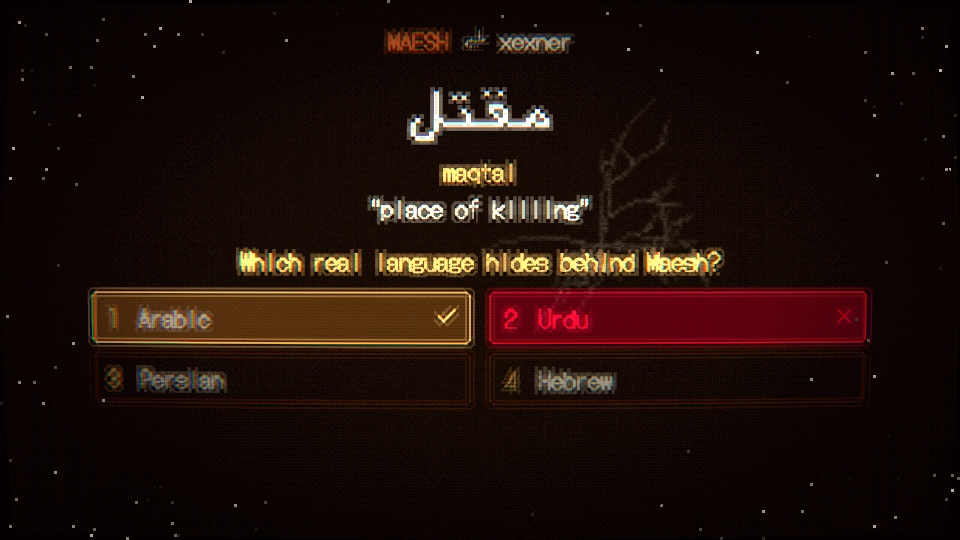 MAESH xexner
مقتل
maqtal
"place of killing"
Which real language hides behind Maesh?
1 Arabic
2 Urdu
3 Persian
4 Hebrew